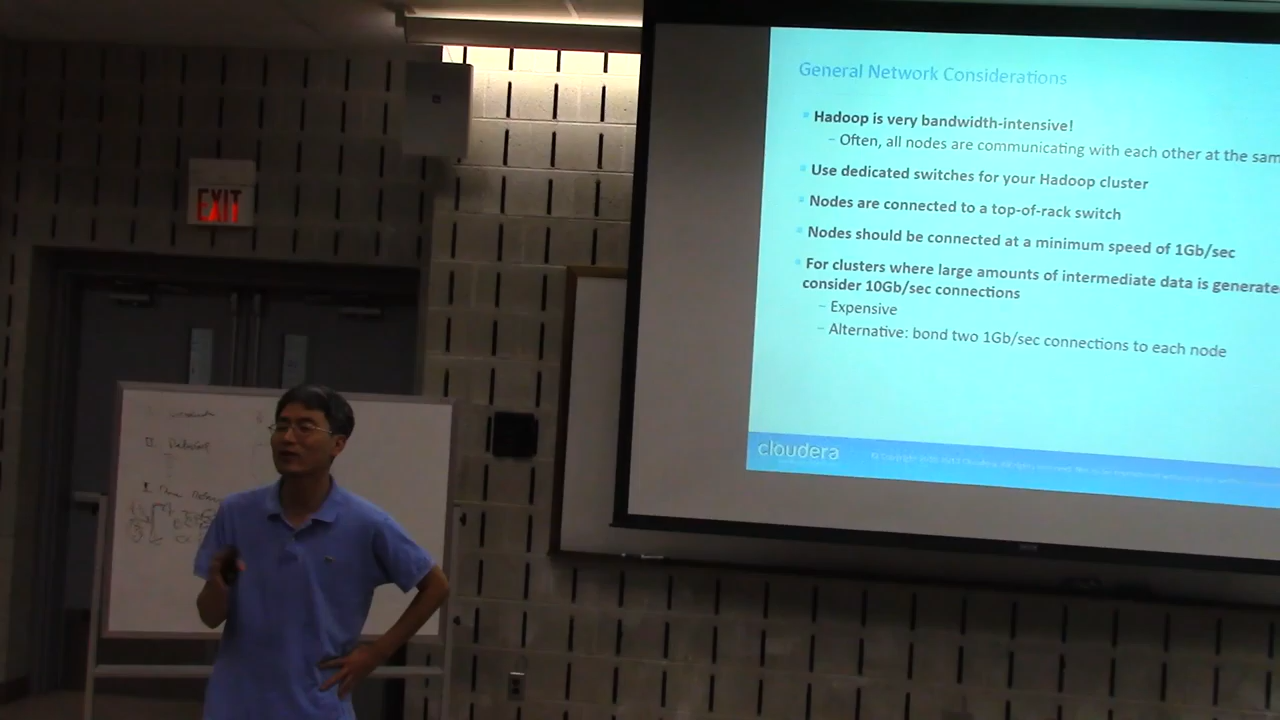 EXIT
General Network Considerations
Hadoop is very bandwidth-intensive!
– Often, all nodes are communicating with each other at the sam
Use dedicated switches for your Hadoop cluster
Nodes are connected to a top-of-rack switch
Nodes should be connected at a minimum speed of 1Gb/sec
For clusters where large amounts of intermediate data is generate
consider 10Gb/sec connections
– Expensive
– Alternative: bond two 1Gb/sec connections to each node
cloudera